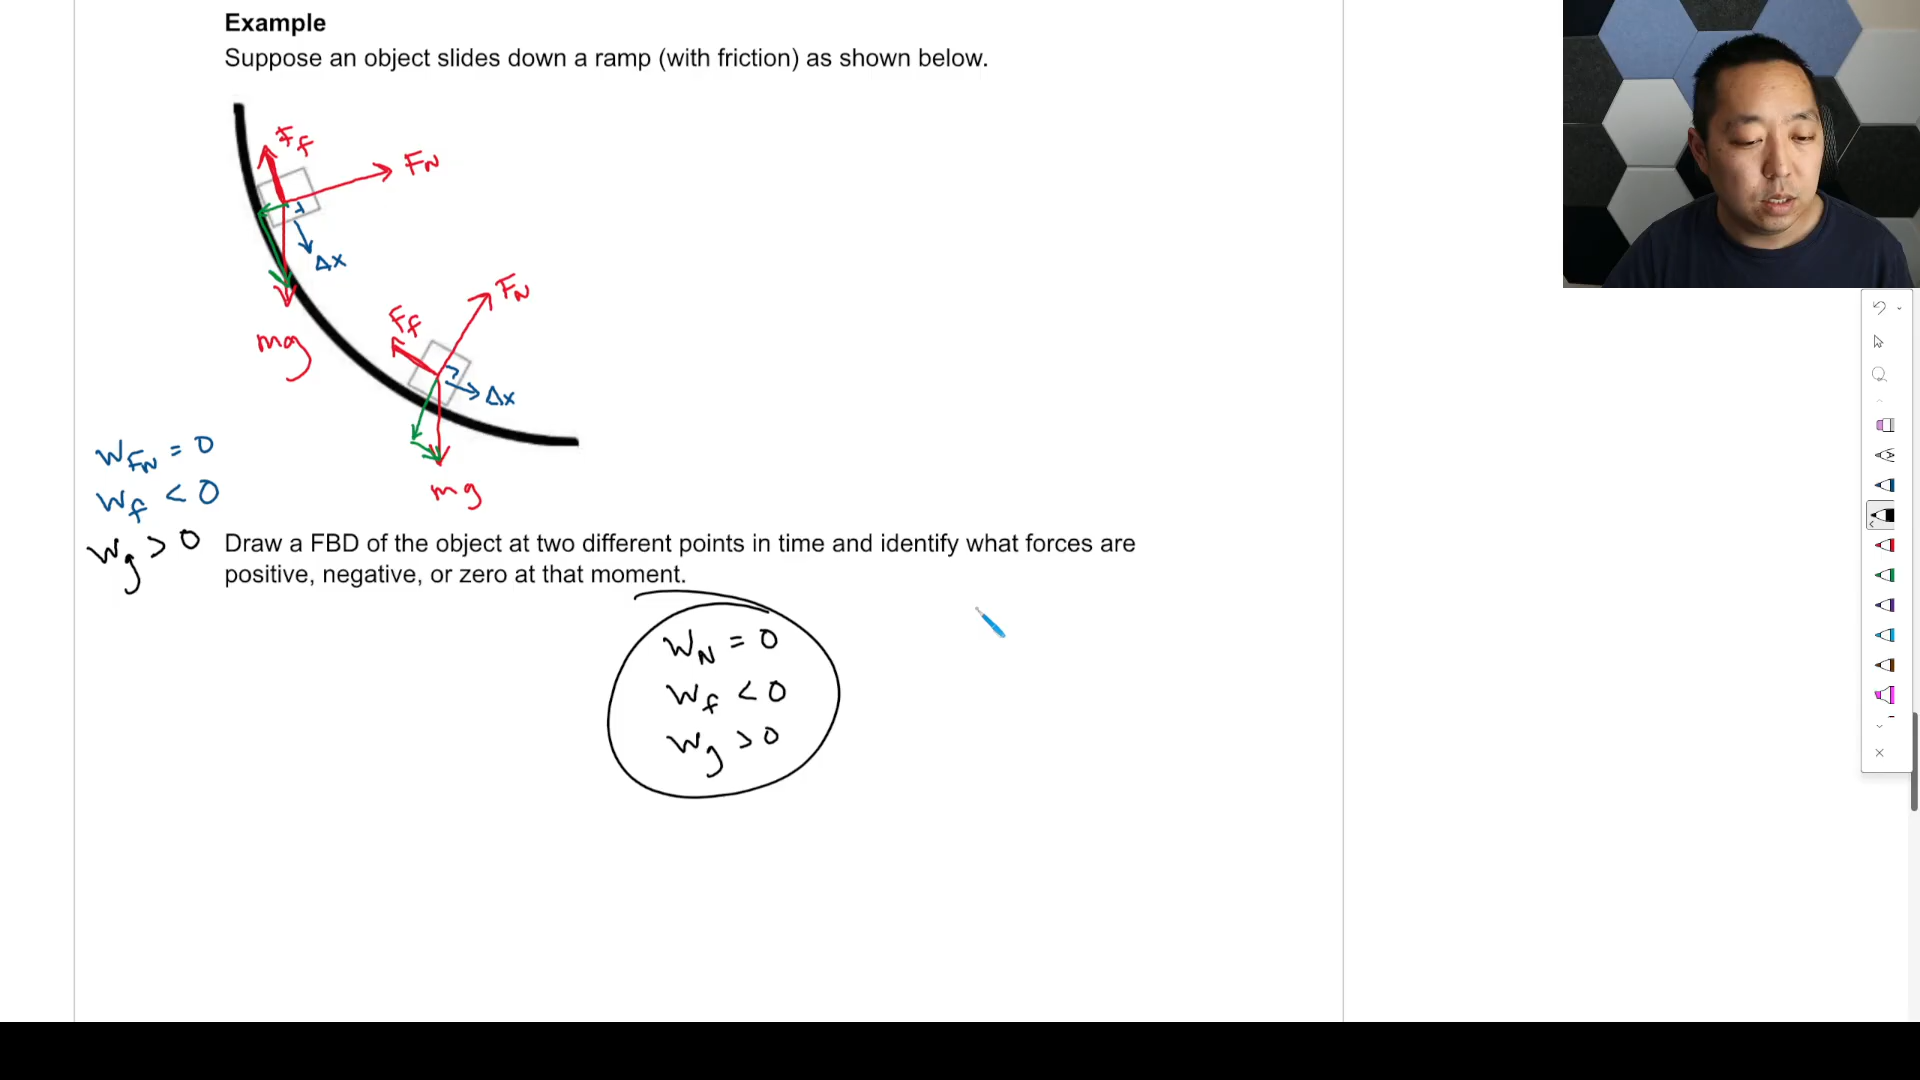 Example
Suppose an object slides down a ramp (with friction) as shown below.
Ff
FN
Δx
mg
FN
Ff
Δx
mg
WFN = 0
Wf < 0
Wg > 0
Draw a FBD of the object at two different points in time and identify what forces are
positive, negative, or zero at that moment.
WN = 0
Wf < 0
Wg > 0